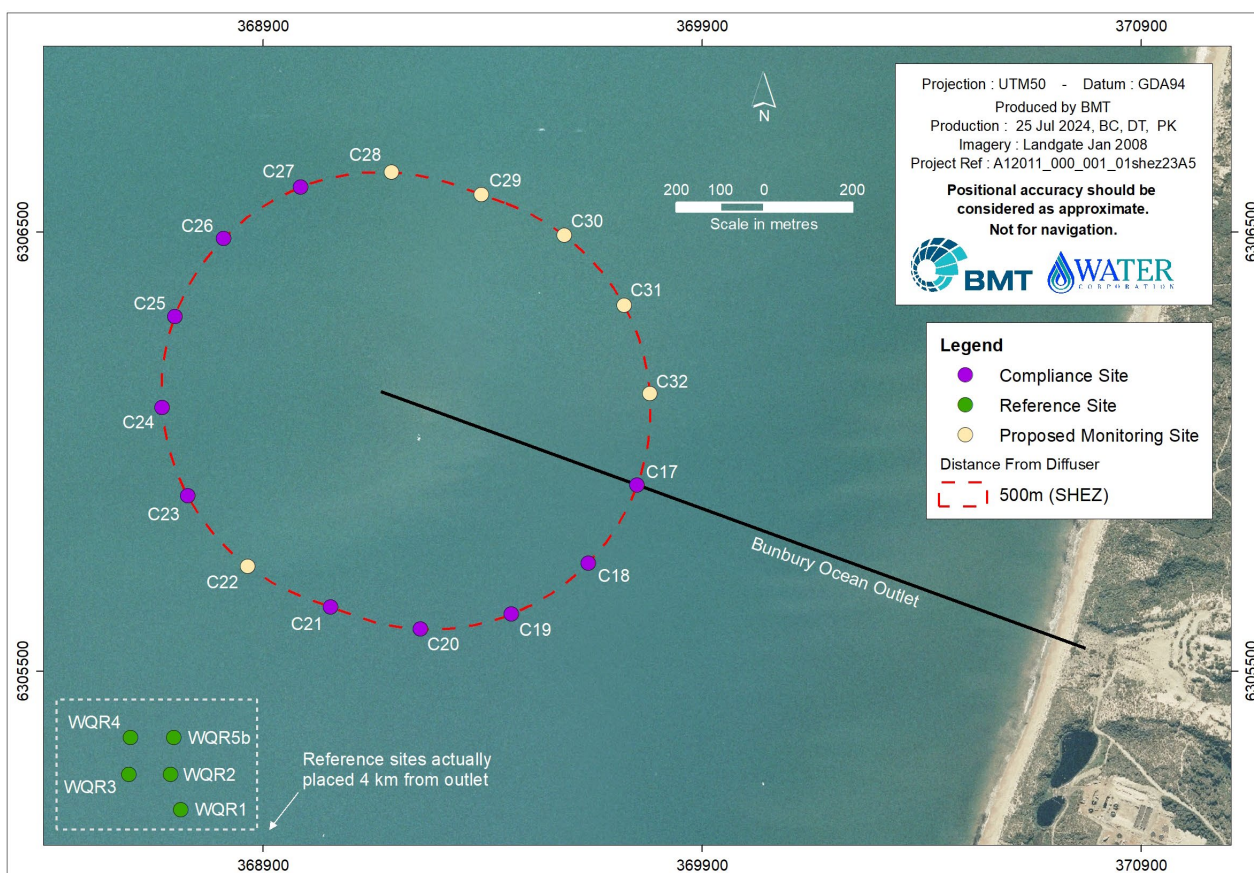 368900
369900
370900
Projection : UTM50 - Datum : GDA94
Produced by BMT
Production : 25 Jul 2024, BC, DT, PK
Imagery : Landgate Jan 2008
Project Ref : A12011_000_001_01shez23A5
Positional accuracy should be
considered as approximate.
Not for navigation.
BMT
WATER
CORPORATION
N
200 100 0 200
Scale in metres
6306500
6306500
C28
C27
C29
C26
C30
C25
C31
C32
C24
C17
C23
C22
C18
C21
C19
C20
Bunbury Ocean Outlet
Legend
Compliance Site
Reference Site
Proposed Monitoring Site
Distance From Diffuser
500m (SHEZ)
6305500
6305500
WQR4
WQR5b
WQR3
WQR2
WQR1
Reference sites actually
placed 4 km from outlet
368900
369900
370900